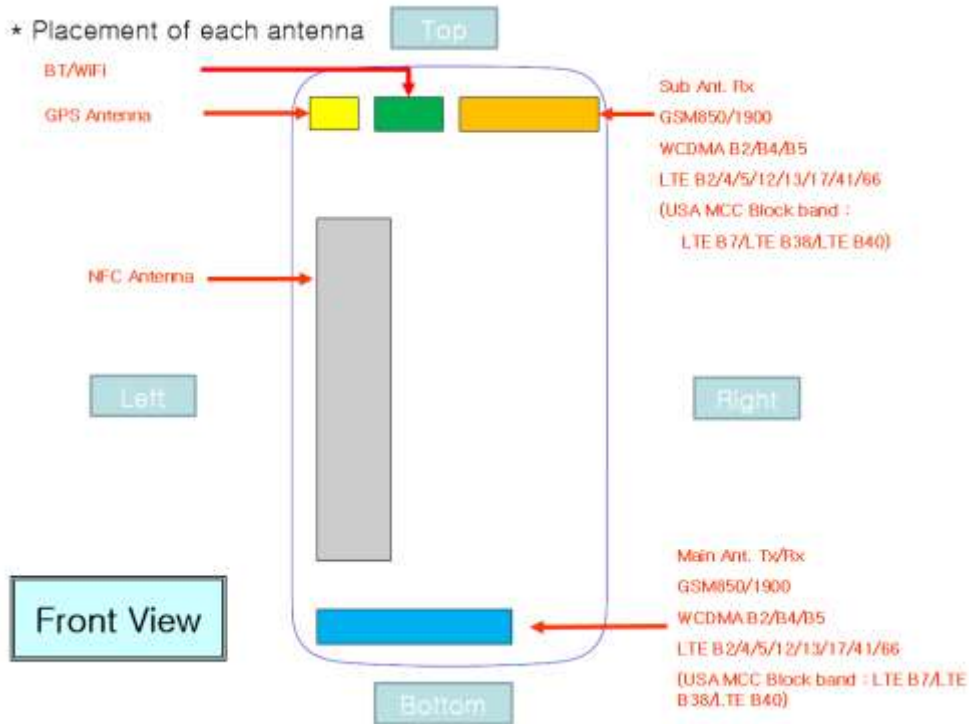 * Placement of each antenna
Top
BT/WiFi
GPS Antenna
Sub Ant. Rx
GSM850/1900
WCDMA B2/B4/B5
LTE B2/4/5/12/13/17/41/66
(USA MCC Block band :
LTE B7/LTE B38/LTE B40)
NFC Antenna
Left
Right
Front View
Main Ant. Tx/Rx
GSM850/1900
WCDMA B2/B4/B5
LTE B2/4/5/12/13/17/41/66
(USA MCC Block band : LTE B7/LTE
B38/LTE B40)
Bottom